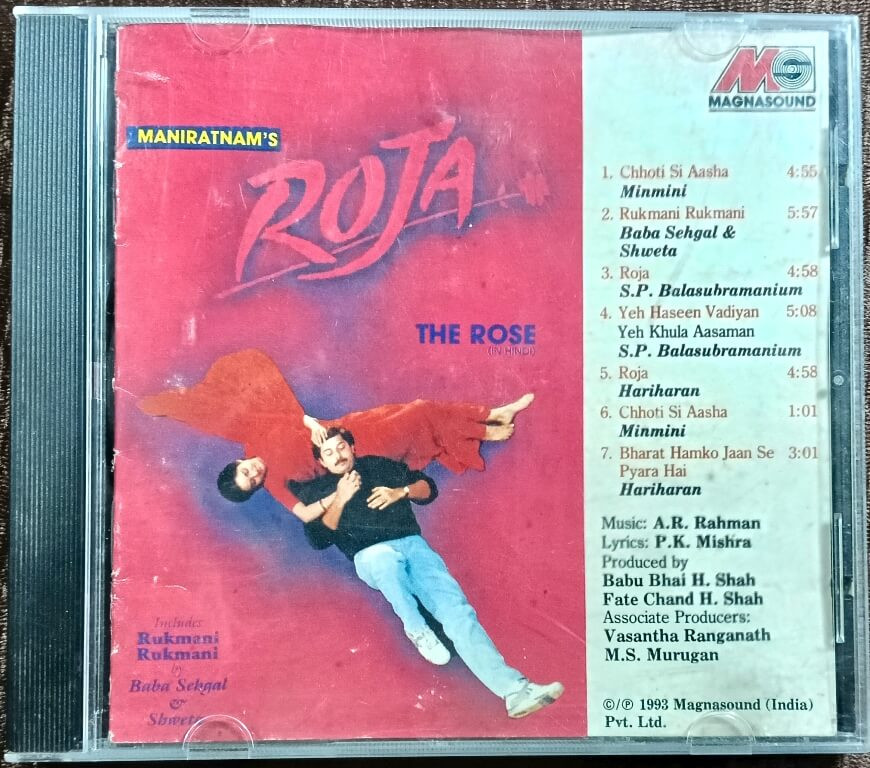 MANIRATNAM'S
ROJA
THE ROSE
(IN HINDI)
Includes
Rukmani
Rukmani
by
Baba Sehgal
&
Shweta
MG
MAGNASOUND
1. Chhoti Si Aasha 4:55
Minmini
2. Rukmani Rukmani 5:57
Baba Sehgal &
Shweta
3. Roja 4:58
S.P. Balasubramanium
4. Yeh Haseen Vadiyan 5:08
Yeh Khula Aasaman
S.P. Balasubramanium
5. Roja 4:58
Hariharan
6. Chhoti Si Aasha 1:01
Minmini
7. Bharat Hamko Jaan Se 3:01
Pyara Hai
Hariharan
Music: A.R. Rahman
Lyrics: P.K. Mishra
Produced by
Babu Bhai H. Shah
Fate Chand H. Shah
Associate Producers:
Vasantha Ranganath
M.S. Murugan
©/℗ 1993 Magnasound (India)
Pvt. Ltd.